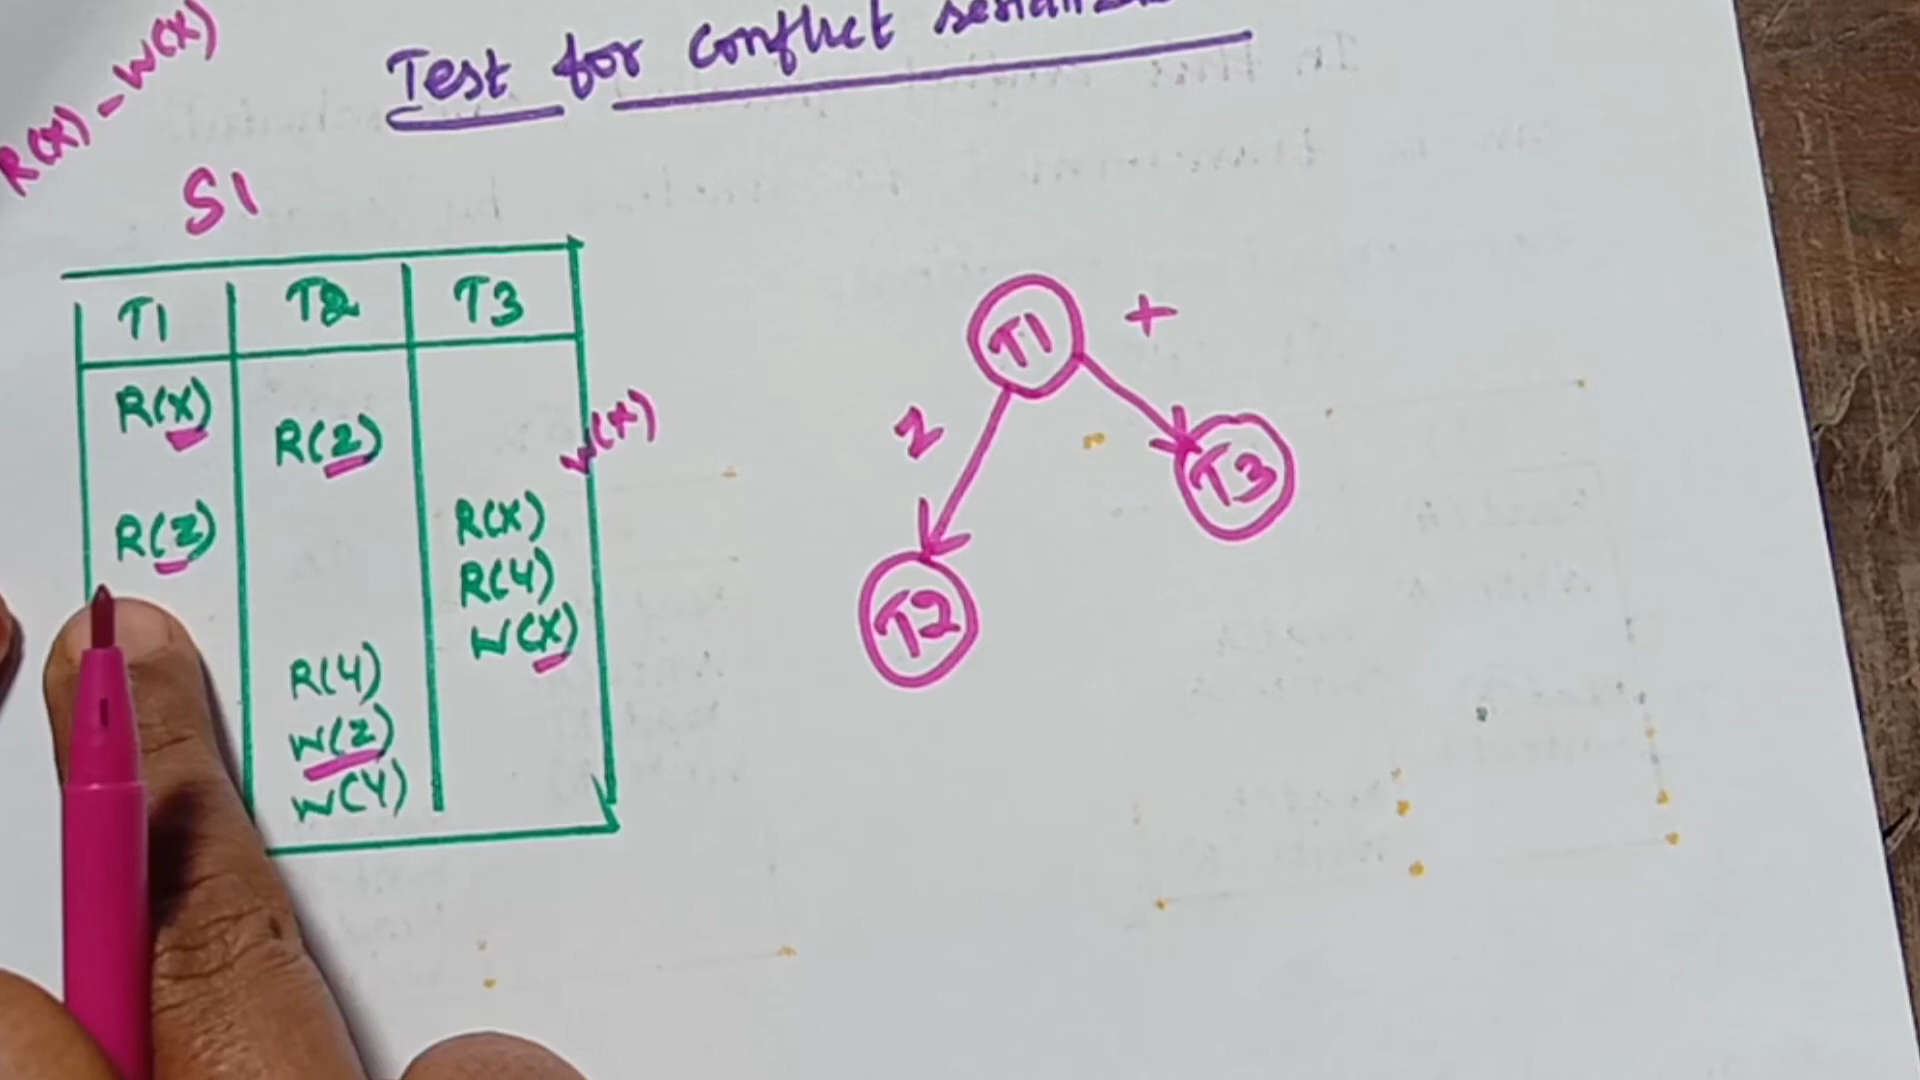 R(X) - W(X)
Test for conflict
S1
T1 T2 T3
R(X)
R(Z)
W(X)
R(Z)
R(X)
R(Y)
W(X)
R(Y)
W(Z)
W(Y)
T1
Z
T3
T2